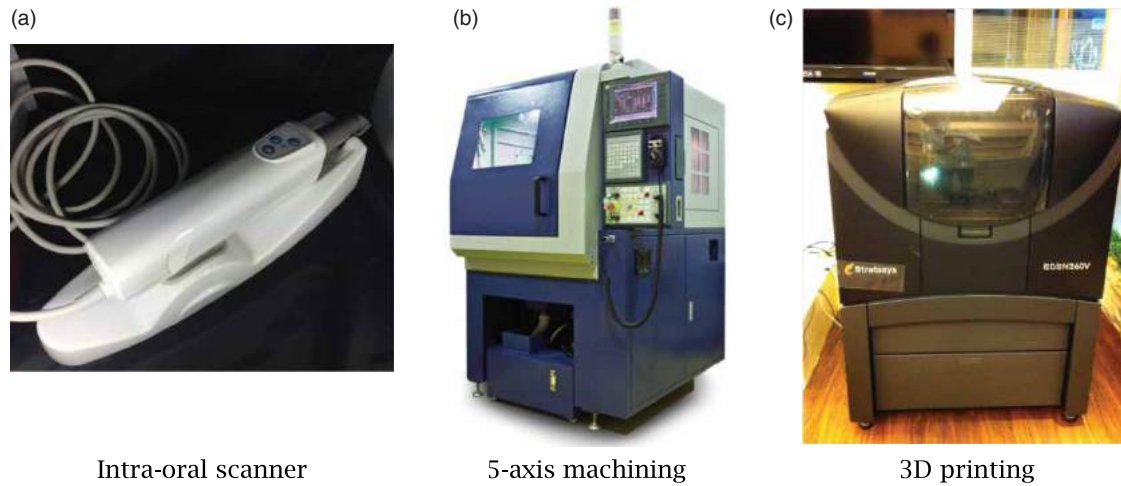 (a)
(b)
(c)
Stratasys
EDEN260V
Intra-oral scanner
5-axis machining
3D printing